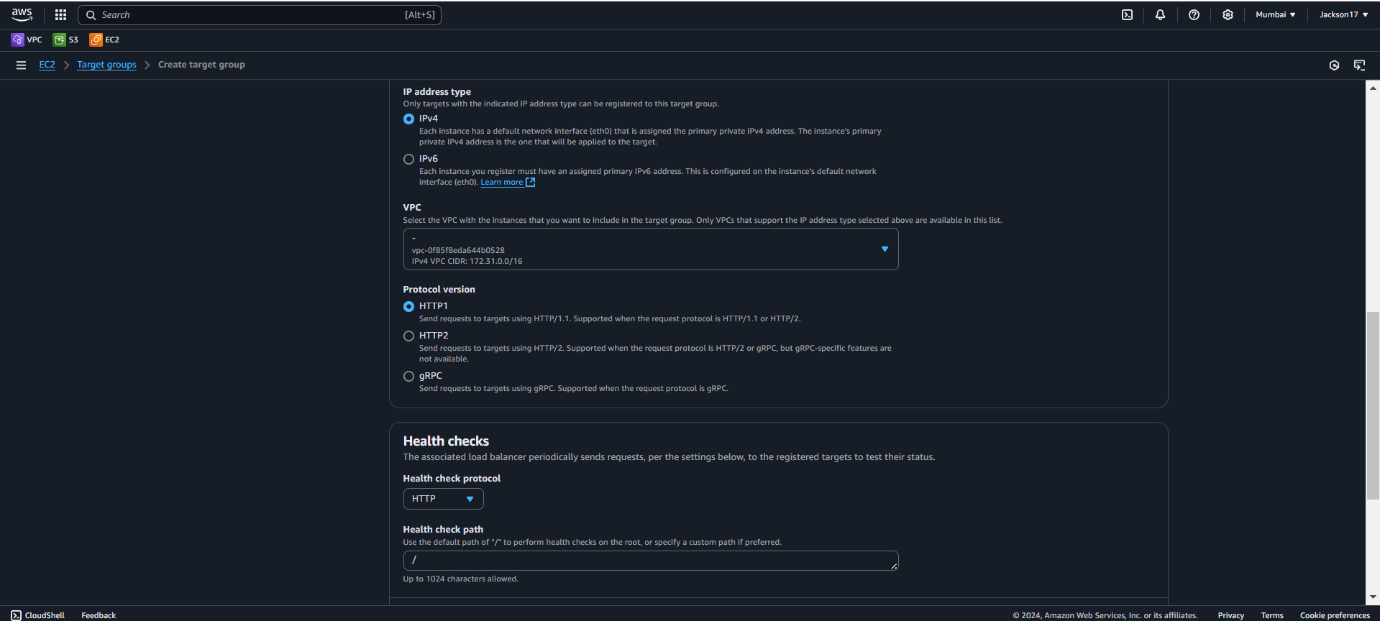 aws
Search [Alt+S]
Mumbai ▼ Jackson17 ▼
VPC S3 EC2
EC2 > Target groups > Create target group
IP address type
Only targets with the indicated IP address type can be registered to this target group.
IPv4
Each instance has a default network interface (eth0) that is assigned the primary private IPv4 address. The instance's primary
private IPv4 address is the one that will be applied to the target.
IPv6
Each instance you register must have an assigned primary IPv6 address. This is configured on the instance's default network
interface (eth0). Learn more
VPC
Select the VPC with the instances that you want to include in the target group. Only VPCs that support the IP address type selected above are available in this list.
-
vpc-0f85f8eda644b0528
IPv4 VPC CIDR: 172.31.0.0/16
Protocol version
HTTP1
Send requests to targets using HTTP/1.1. Supported when the request protocol is HTTP/1.1 or HTTP/2.
HTTP2
Send requests to targets using HTTP/2. Supported when the request protocol is HTTP/2 or gRPC, but gRPC-specific features are
not available.
gRPC
Send requests to targets using gRPC. Supported when the request protocol is gRPC.
Health checks
The associated load balancer periodically sends requests, per the settings below, to the registered targets to test their status.
Health check protocol
HTTP
Health check path
Use the default path of "/" to perform health checks on the root, or specify a custom path if preferred.
/
Up to 1024 characters allowed.
CloudShell Feedback © 2024, Amazon Web Services, Inc. or its affiliates. Privacy Terms Cookie preferences